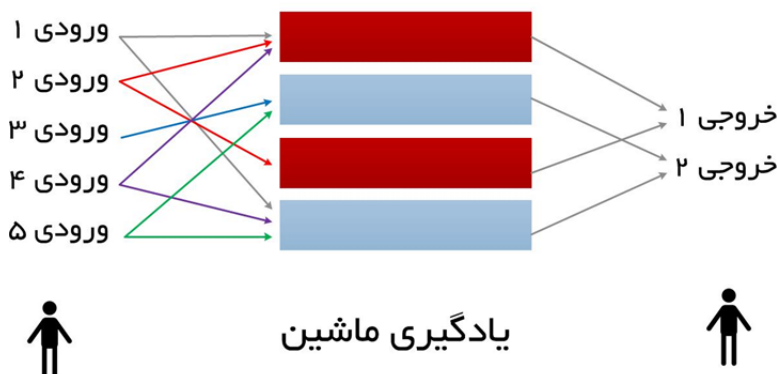 ورودی ۱
ورودی ۲
ورودی ۳
ورودی ۴
ورودی ۵
خروجی ۱
خروجی ۲
یادگیری ماشین